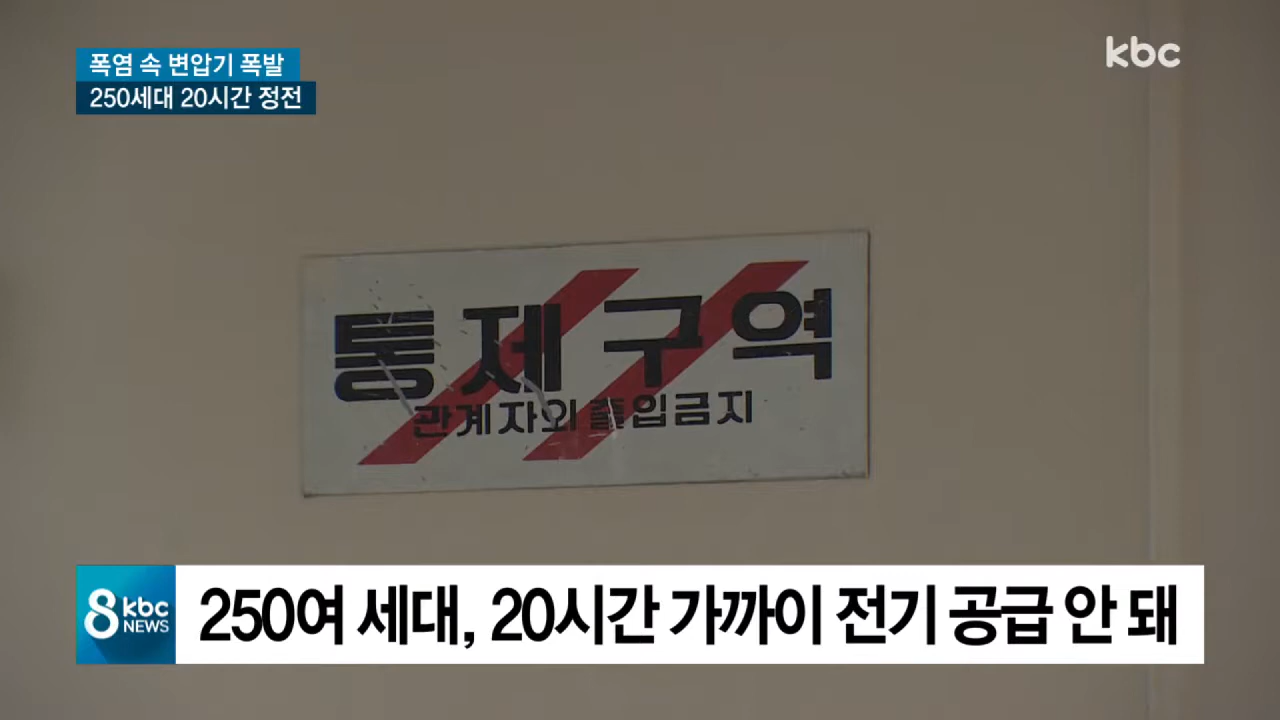 폭염 속 변압기 폭발
kbc
250세대 20시간 정전
통제구역
관계자외 출입금지
8 kbc NEWS
250여 세대, 20시간 가까이 전기 공급 안 돼